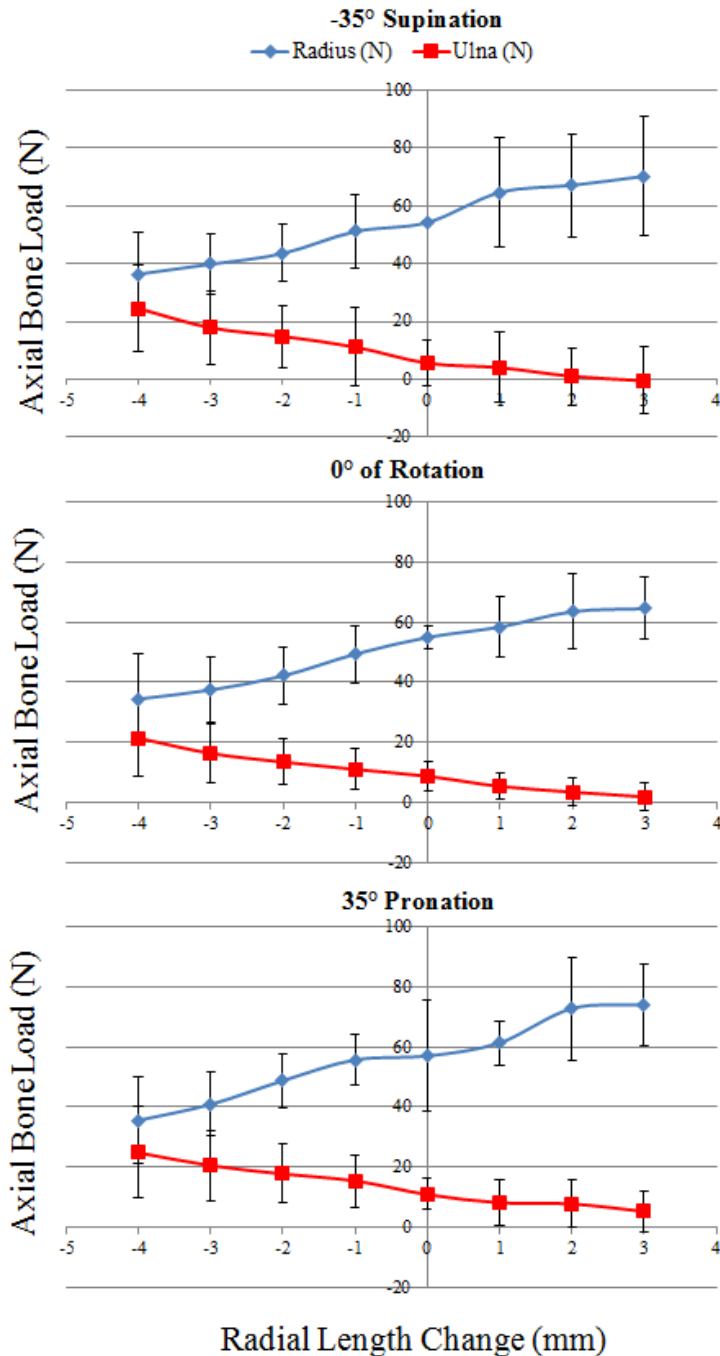 -35° Supination
Radius (N) Ulna (N)
Axial Bone Load (N)
100
80
60
40
20
0
-20
-5 -4 -3 -2 -1 0 1 2 3 4
0° of Rotation
Axial Bone Load (N)
100
80
60
40
20
0
-20
-5 -4 -3 -2 -1 0 1 2 3 4
35° Pronation
Axial Bone Load (N)
100
80
60
40
20
0
-20
-5 -4 -3 -2 -1 0 1 2 3 4
Radial Length Change (mm)